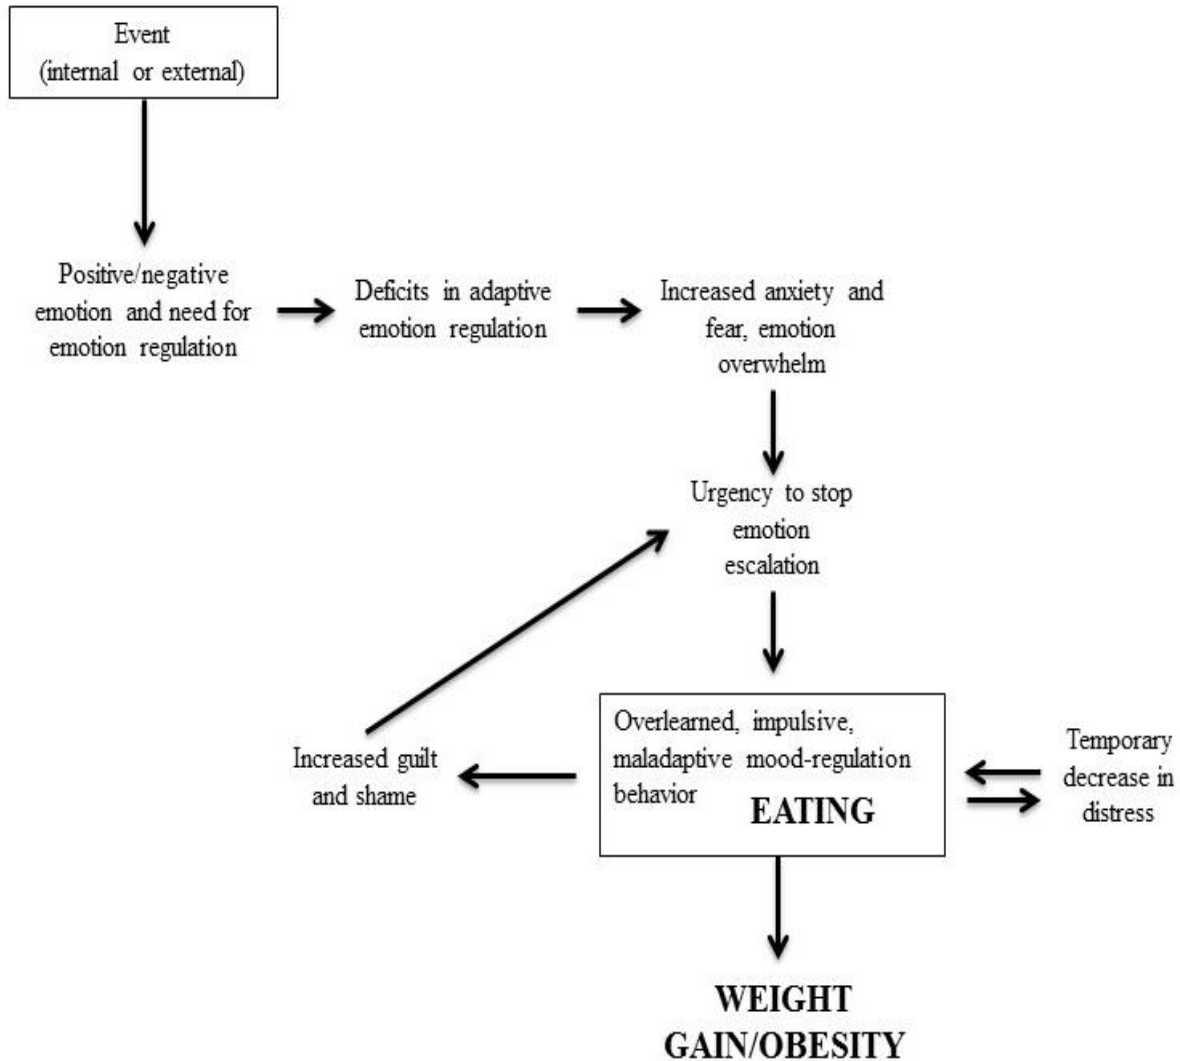 Event
(internal or external)
Positive/negative
emotion and need for
emotion regulation
Deficits in adaptive
emotion regulation
Increased anxiety and
fear, emotion
overwhelm
Urgency to stop
emotion
escalation
Overlearned, impulsive,
maladaptive mood-regulation
behavior
EATING
Increased guilt
and shame
Temporary
decrease in
distress
WEIGHT
GAIN/OBESITY